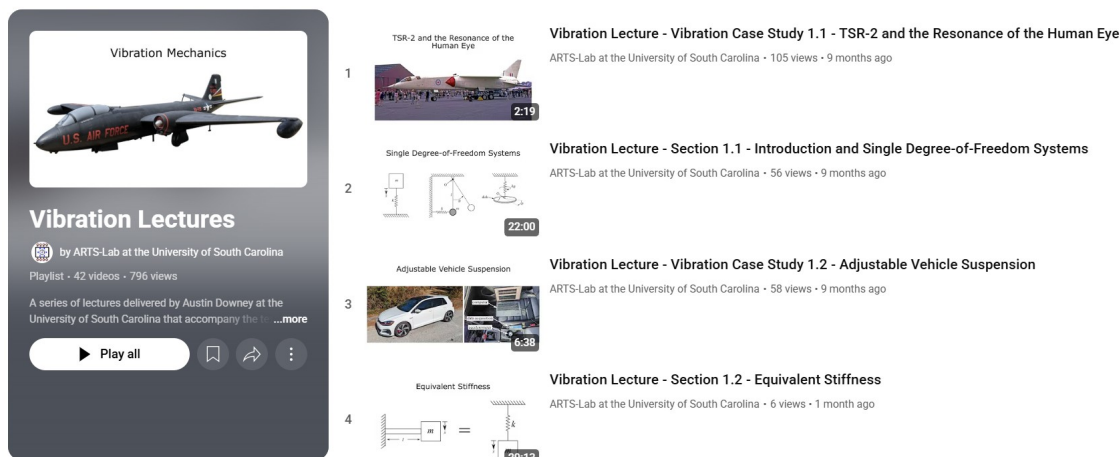 Vibration Mechanics
U.S. AIR FORCE
Vibration Lectures
by ARTS-Lab at the University of South Carolina
Playlist • 42 videos • 796 views
A series of lectures delivered by Austin Downey at the
University of South Carolina that accompany the
...more
Play all
1
TSR-2 and the Resonance of the
Human Eye
2:19
Vibration Lecture - Vibration Case Study 1.1 - TSR-2 and the Resonance of the Human Eye
ARTS-Lab at the University of South Carolina • 105 views • 9 months ago
2
Single Degree-of-Freedom Systems
m
22:00
Vibration Lecture - Section 1.1 - Introduction and Single Degree-of-Freedom Systems
ARTS-Lab at the University of South Carolina • 56 views • 9 months ago
3
Adjustable Vehicle Suspension
6:38
Vibration Lecture - Vibration Case Study 1.2 - Adjustable Vehicle Suspension
ARTS-Lab at the University of South Carolina • 58 views • 9 months ago
4
Equivalent Stiffness
m
=
k
Vibration Lecture - Section 1.2 - Equivalent Stiffness
ARTS-Lab at the University of South Carolina • 6 views • 1 month ago